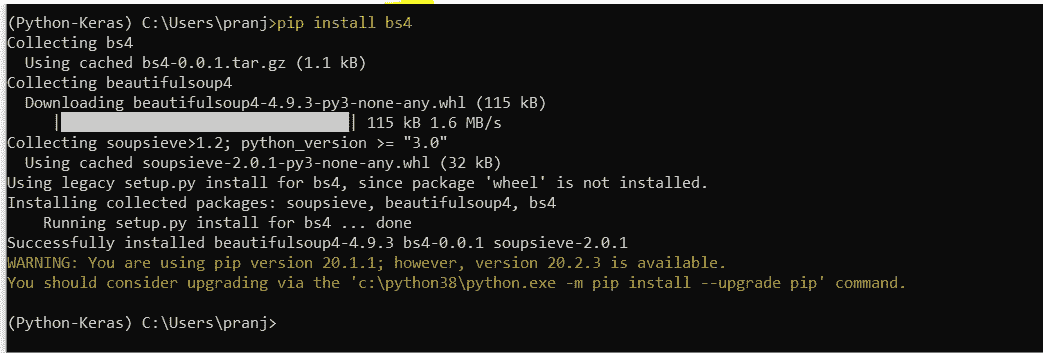 (Python-Keras) C:\Users\pranj>pip install bs4
Collecting bs4
  Using cached bs4-0.0.1.tar.gz (1.1 kB)
Collecting beautifulsoup4
  Downloading beautifulsoup4-4.9.3-py3-none-any.whl (115 kB)
     |                                | 115 kB 1.6 MB/s
Collecting soupsieve>1.2; python_version >= "3.0"
  Using cached soupsieve-2.0.1-py3-none-any.whl (32 kB)
Using legacy setup.py install for bs4, since package 'wheel' is not installed.
Installing collected packages: soupsieve, beautifulsoup4, bs4
    Running setup.py install for bs4 ... done
Successfully installed beautifulsoup4-4.9.3 bs4-0.0.1 soupsieve-2.0.1
WARNING: You are using pip version 20.1.1; however, version 20.2.3 is available.
You should consider upgrading via the 'c:\python38\python.exe -m pip install --upgrade pip' command.
(Python-Keras) C:\Users\pranj>